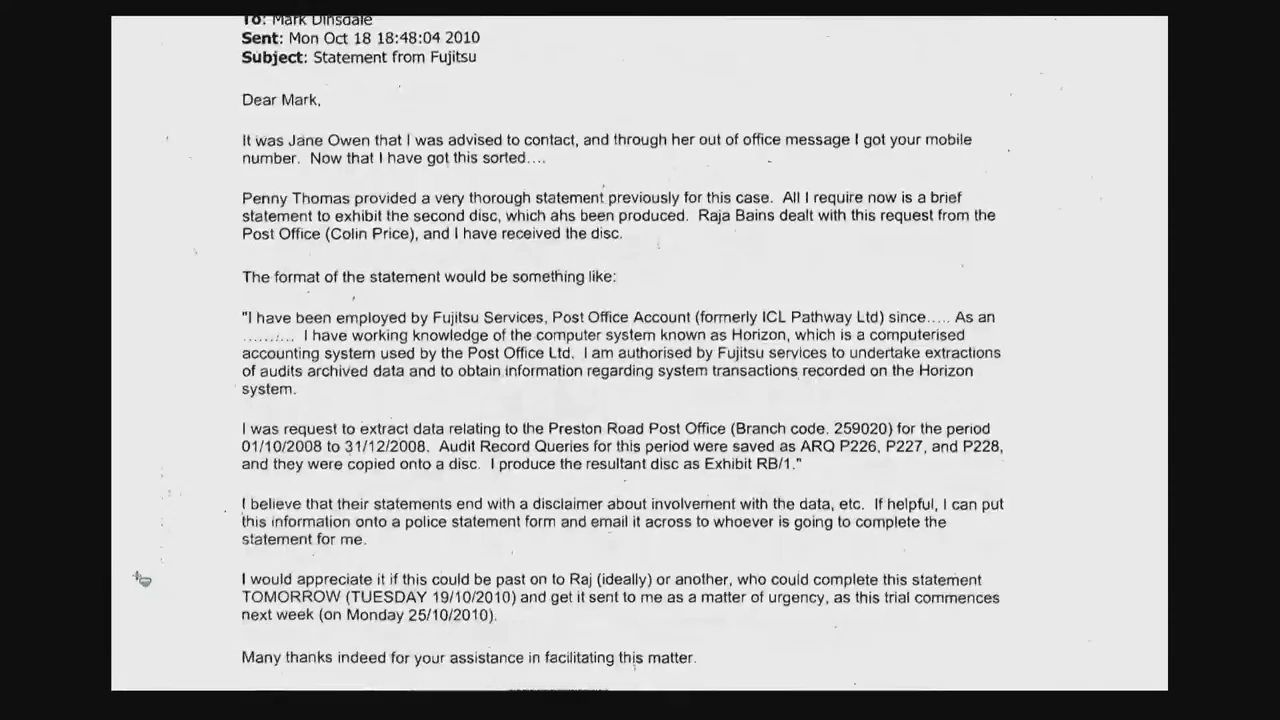 To: Mark Dinsdale
Sent: Mon Oct 18 18:48:04 2010
Subject: Statement from Fujitsu
Dear Mark,
It was Jane Owen that I was advised to contact, and through her out of office message I got your mobile
number.  Now that I have got this sorted....
Penny Thomas provided a very thorough statement previously for this case.  All I require now is a brief
statement to exhibit the second disc, which ahs been produced.  Raja Bains dealt with this request from the
Post Office (Colin Price), and I have received the disc.
The format of the statement would be something like:
"I have been employed by Fujitsu Services, Post Office Account (formerly ICL Pathway Ltd) since..... As an
.......... I have working knowledge of the computer system known as Horizon, which is a computerised
accounting system used by the Post Office Ltd.  I am authorised by Fujitsu services to undertake extractions
of audits archived data and to obtain information regarding system transactions recorded on the Horizon
system.
I was request to extract data relating to the Preston Road Post Office (Branch code. 259020) for the period
01/10/2008 to 31/12/2008.  Audit Record Queries for this period were saved as ARQ P226, P227, and P228,
and they were copied onto a disc.  I produce the resultant disc as Exhibit RB/1."
I believe that their statements end with a disclaimer about involvement with the data, etc.  If helpful, I can put
this information onto a police statement form and email it across to whoever is going to complete the
statement for me.
I would appreciate it if this could be past on to Raj (ideally) or another, who could complete this statement
TOMORROW (TUESDAY 19/10/2010) and get it sent to me as a matter of urgency, as this trial commences
next week (on Monday 25/10/2010).
Many thanks indeed for your assistance in facilitating this matter.